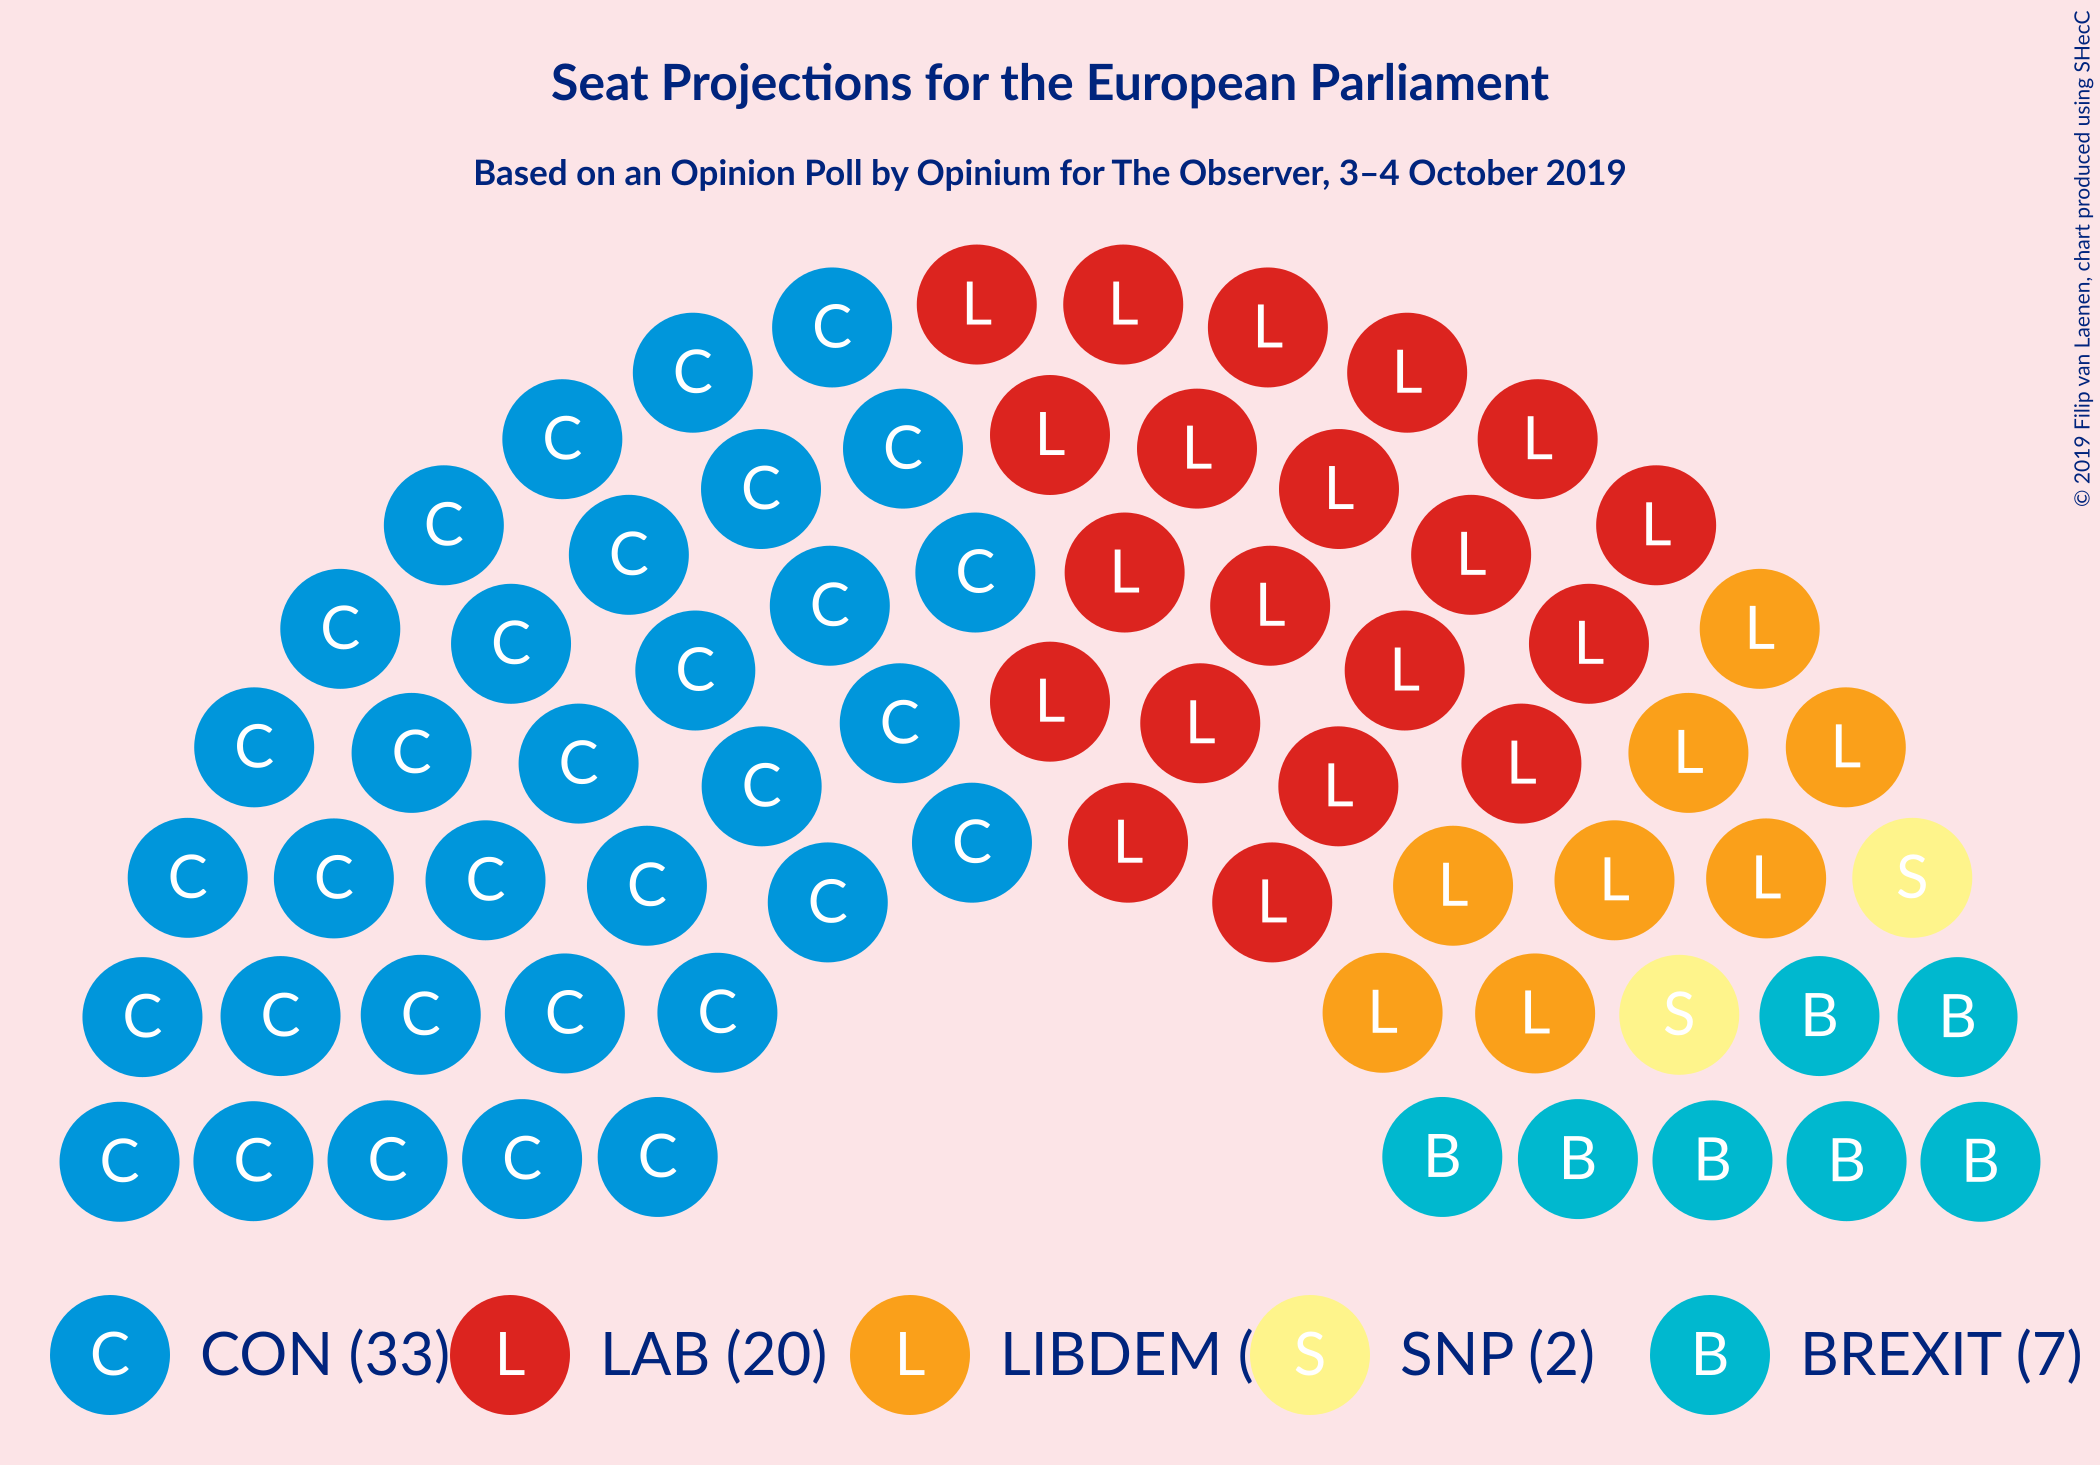 Seat Projections for the European Parliament
Based on an Opinion Poll by Opinium for The Observer, 3–4 October 2019
© 2019 Filip van Laenen, chart produced using SHecC
L L
C L
C L
L
C L
C L
C L
C L
C L
C L
C L
C L
C L
C L
L
C L
C L
C L
C L
C L
C L
C C C C L L L S
C L
C C C C C L L S B B
C C C C C B B B B B
C CON (33) L LAB (20) L LIBDEM ( S SNP (2) B BREXIT (7)